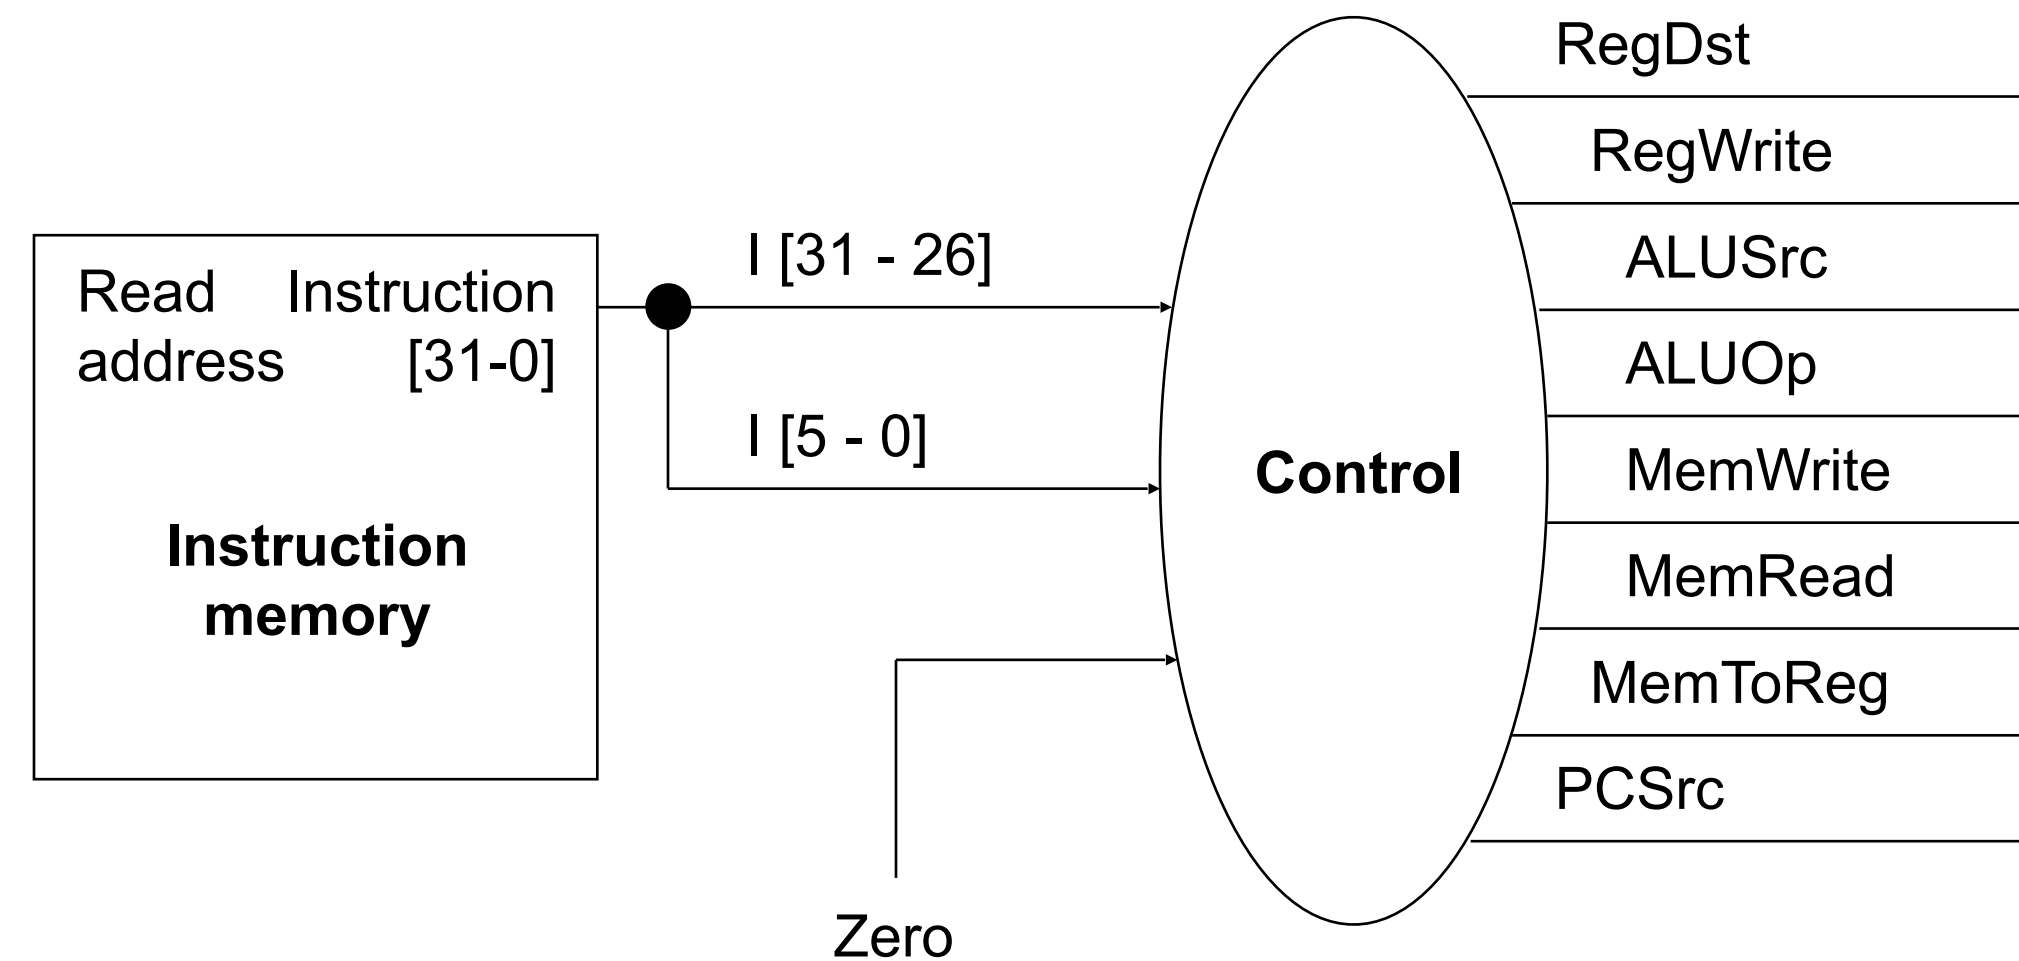 Read address
Instruction [31-0]
Instruction
memory
I [31 - 26]
I [5 - 0]
Zero
Control
RegDst
RegWrite
ALUSrc
ALUOp
MemWrite
MemRead
MemToReg
PCSrc